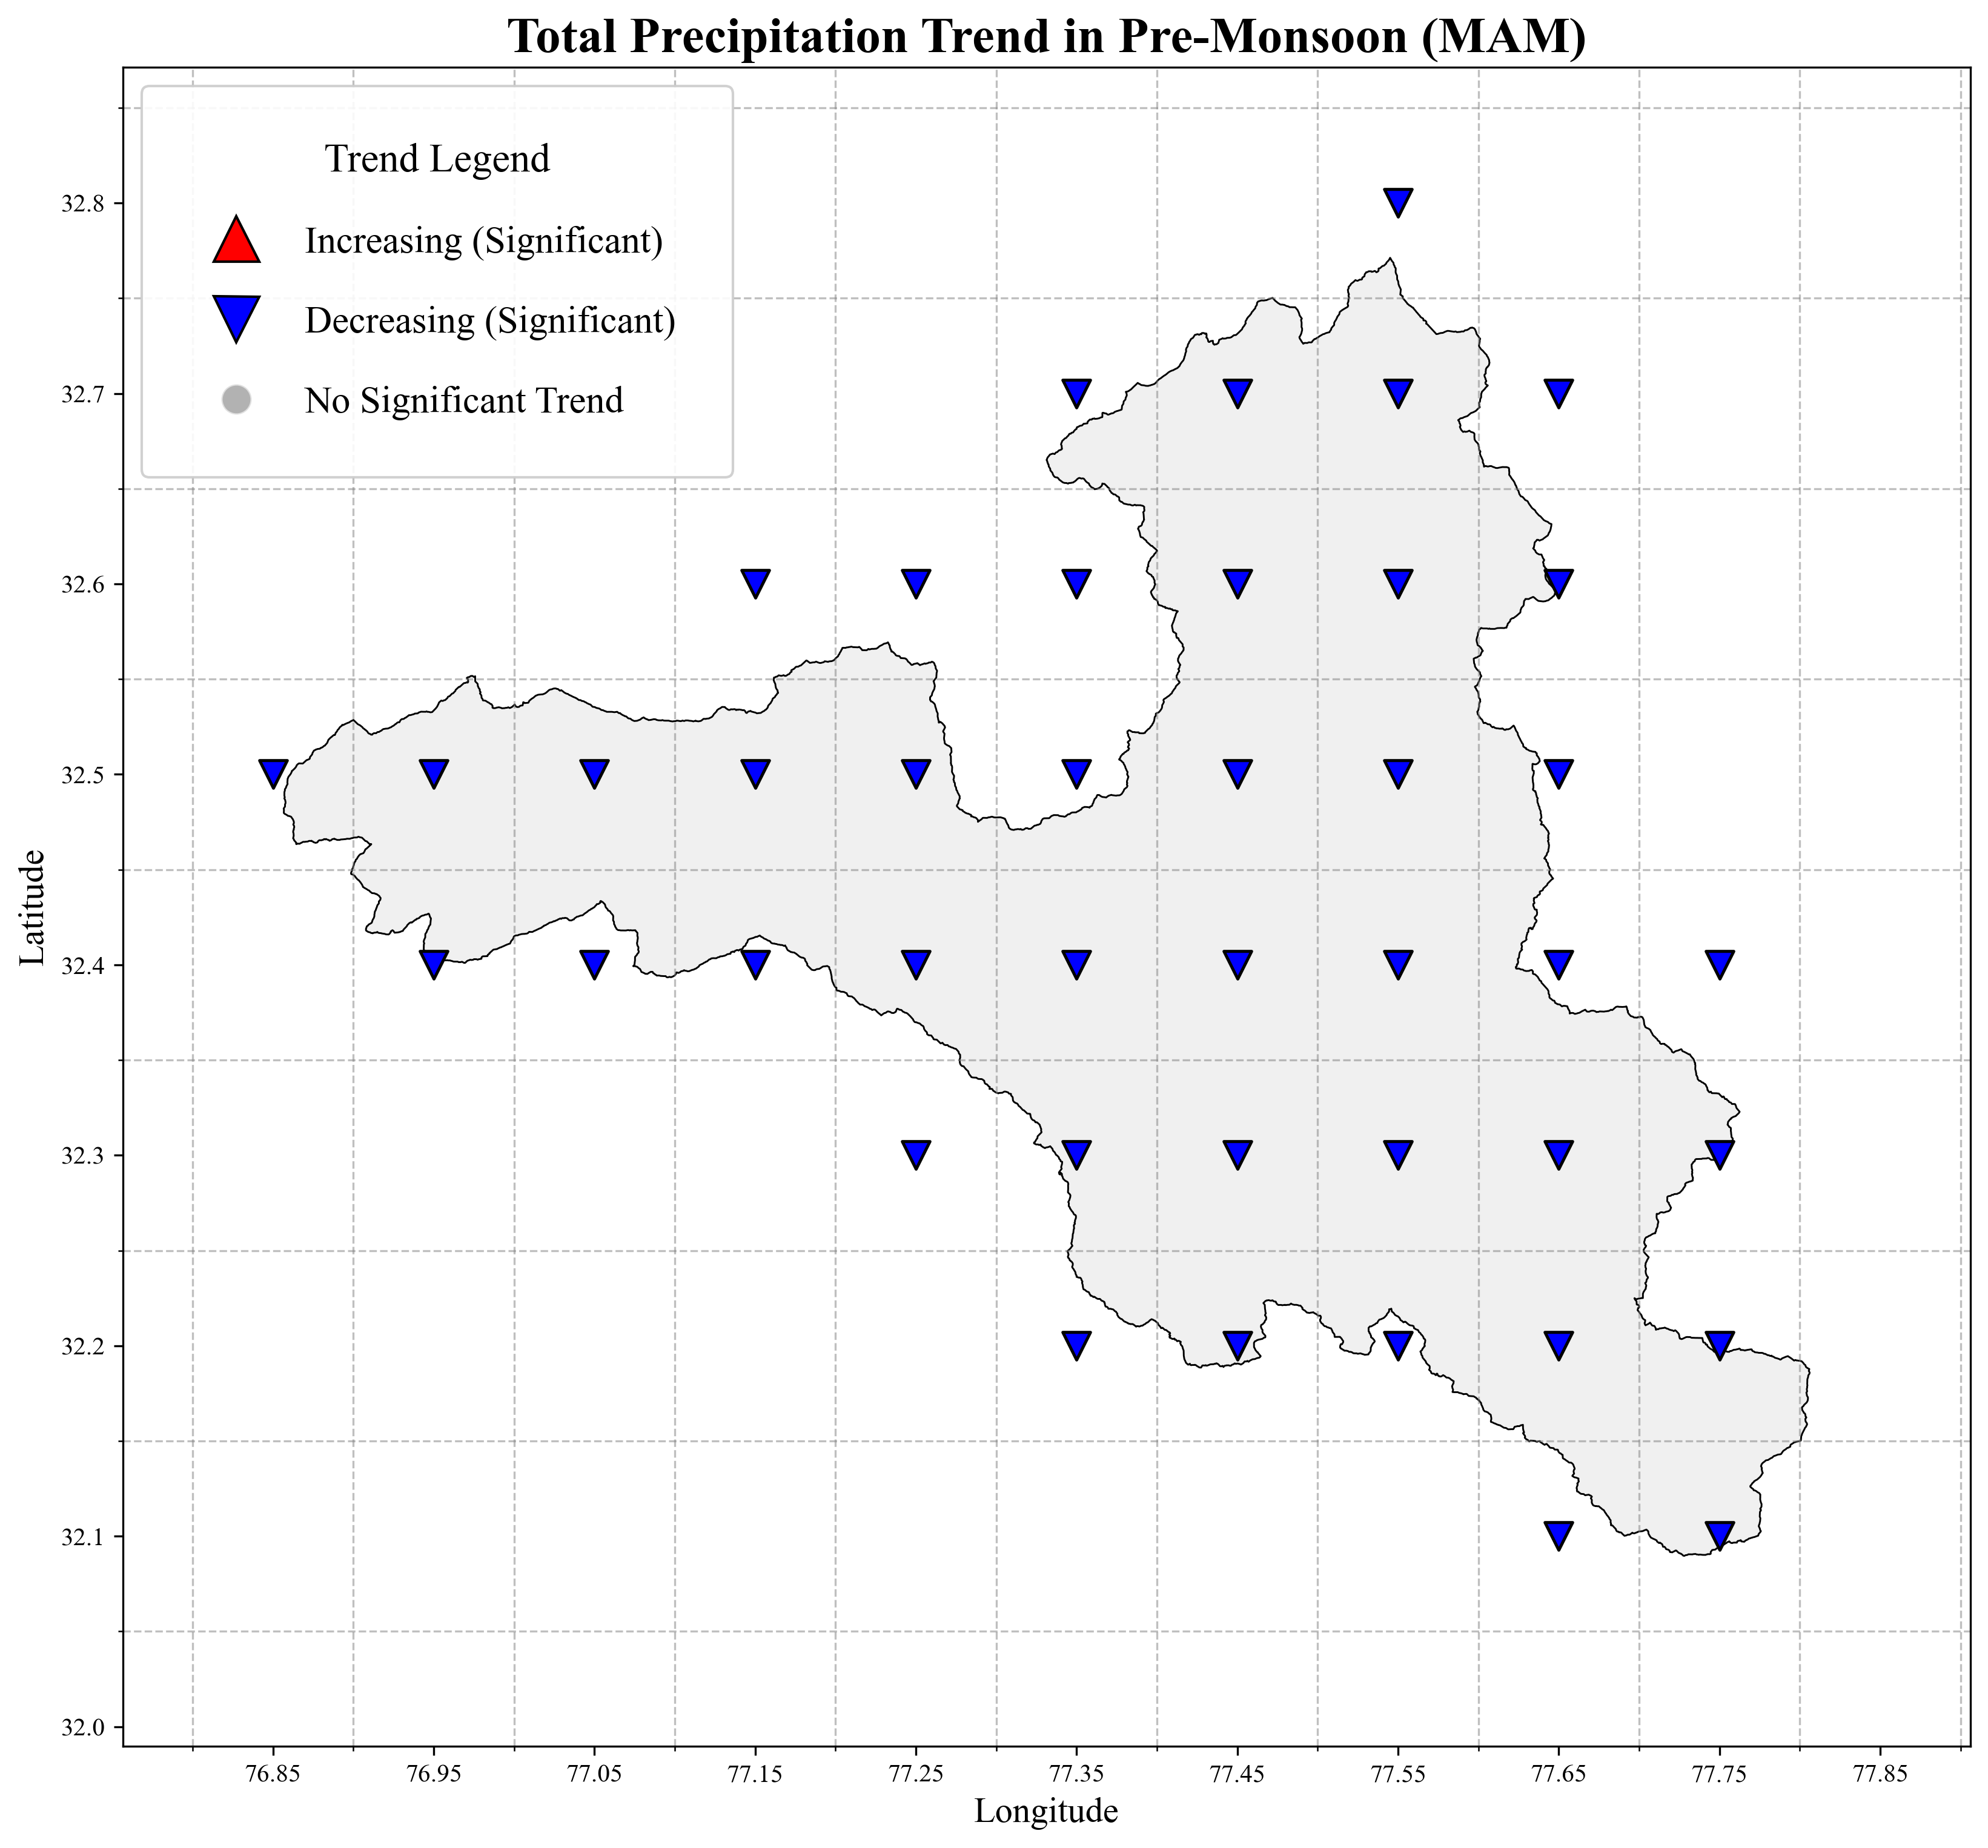 Total Precipitation Trend in Pre-Monsoon (MAM)
Trend Legend
Increasing (Significant)
Decreasing (Significant)
No Significant Trend
Latitude
32.8
32.7
32.6
32.5
32.4
32.3
32.2
32.1
32.0
76.85 76.95 77.05 77.15 77.25 77.35 77.45 77.55 77.65 77.75 77.85
Longitude